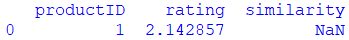 productID rating similarity
0 1 2.142857 NaN